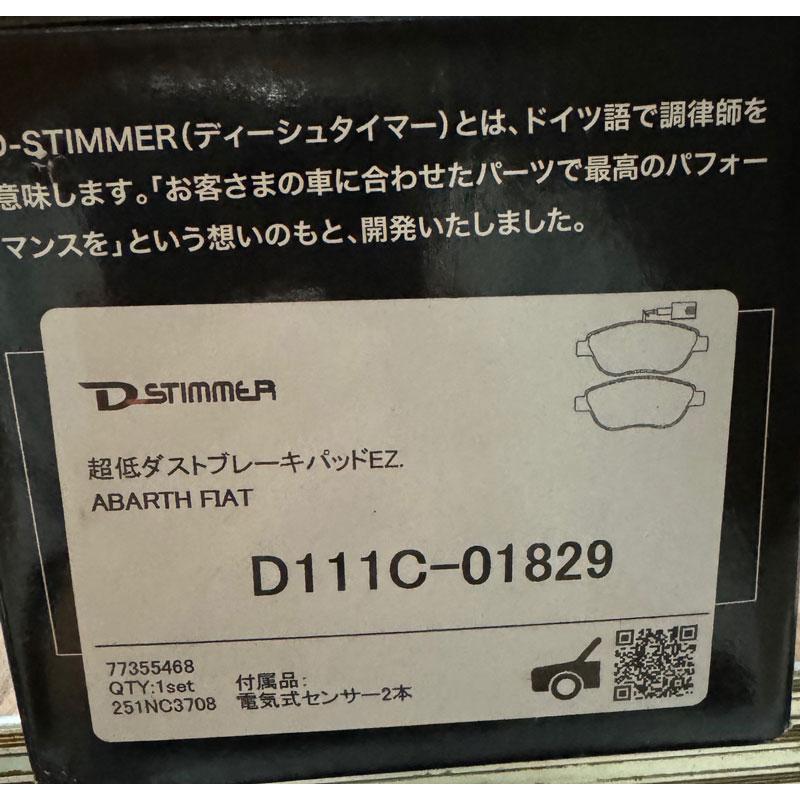 D-STIMMER(ディーシュタイマー)とは、ドイツ語で調律師を
意味します。「お客さまの車に合わせたパーツで最高のパフォー
マンスを」という想いのもと、開発いたしました。
D-STIMMER
超低ダストブレーキパッドEZ.
ABARTH FIAT
D111C-01829
77355468
QTY:1set
251NC3708
付属品:
電気式センサー2本